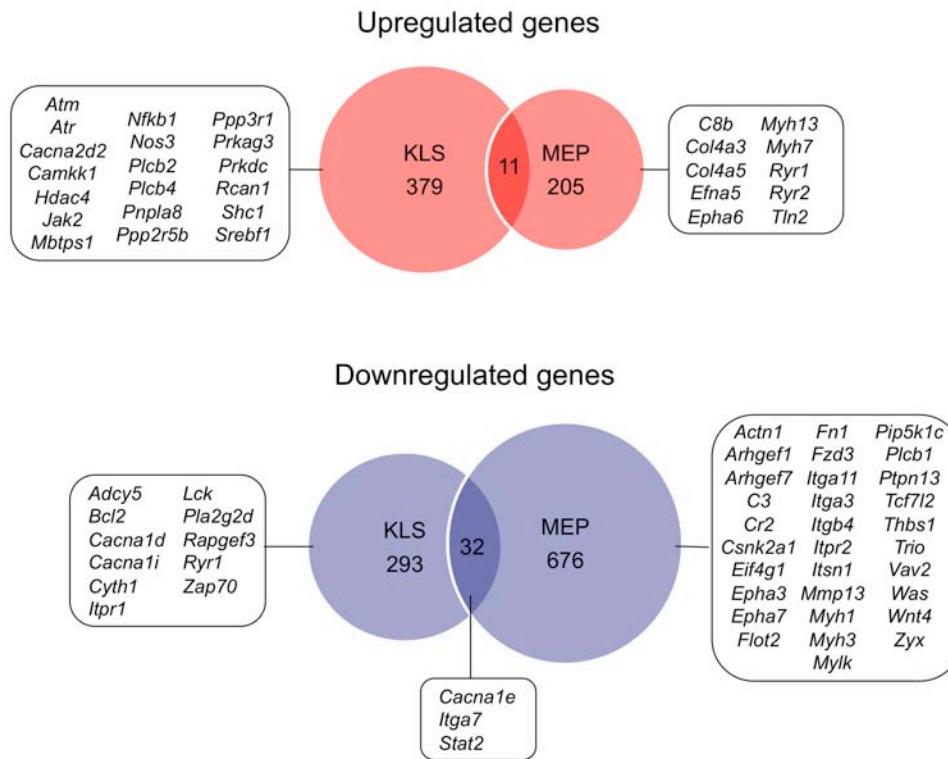 Upregulated genes
Atm
Atr
Cacna2d2
Camkk1
Hdac4
Jak2
Mbtps1
Nfkb1
Nos3
Plcb2
Plcb4
Pnpla8
Ppp2r5b
Ppp3r1
Prkag3
Prkdc
Rcan1
Shc1
Srebf1
KLS
379
11
MEP
205
C8b
Col4a3
Col4a5
Efna5
Epha6
Myh13
Myh7
Ryr1
Ryr2
Tln2
Downregulated genes
Adcy5
Bcl2
Cacna1d
Cacna1i
Cyth1
Itpr1
Lck
Pla2g2d
Rapgef3
Ryr1
Zap70
KLS
293
32
MEP
676
Actn1
Arhgef1
Arhgef7
C3
Cr2
Csnk2a1
Eif4g1
Epha3
Epha7
Flot2
Fn1
Fzd3
Itga11
Itga3
Itgb4
Itpr2
Itsn1
Mmp13
Myh1
Myh3
Mylk
Pip5k1c
Plcb1
Ptpn13
Tcf7l2
Thbs1
Trio
Vav2
Was
Wnt4
Zyx
Cacna1e
Itga7
Stat2